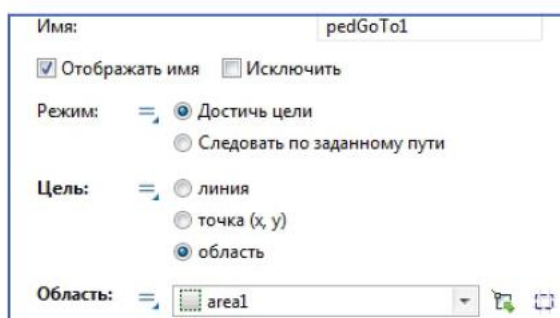 Имя: pedGoTo1
Отображать имя Исключить
Режим: Достичь цели
Следовать по заданному пути
Цель: линия
точка (x, y)
область
Область: area1